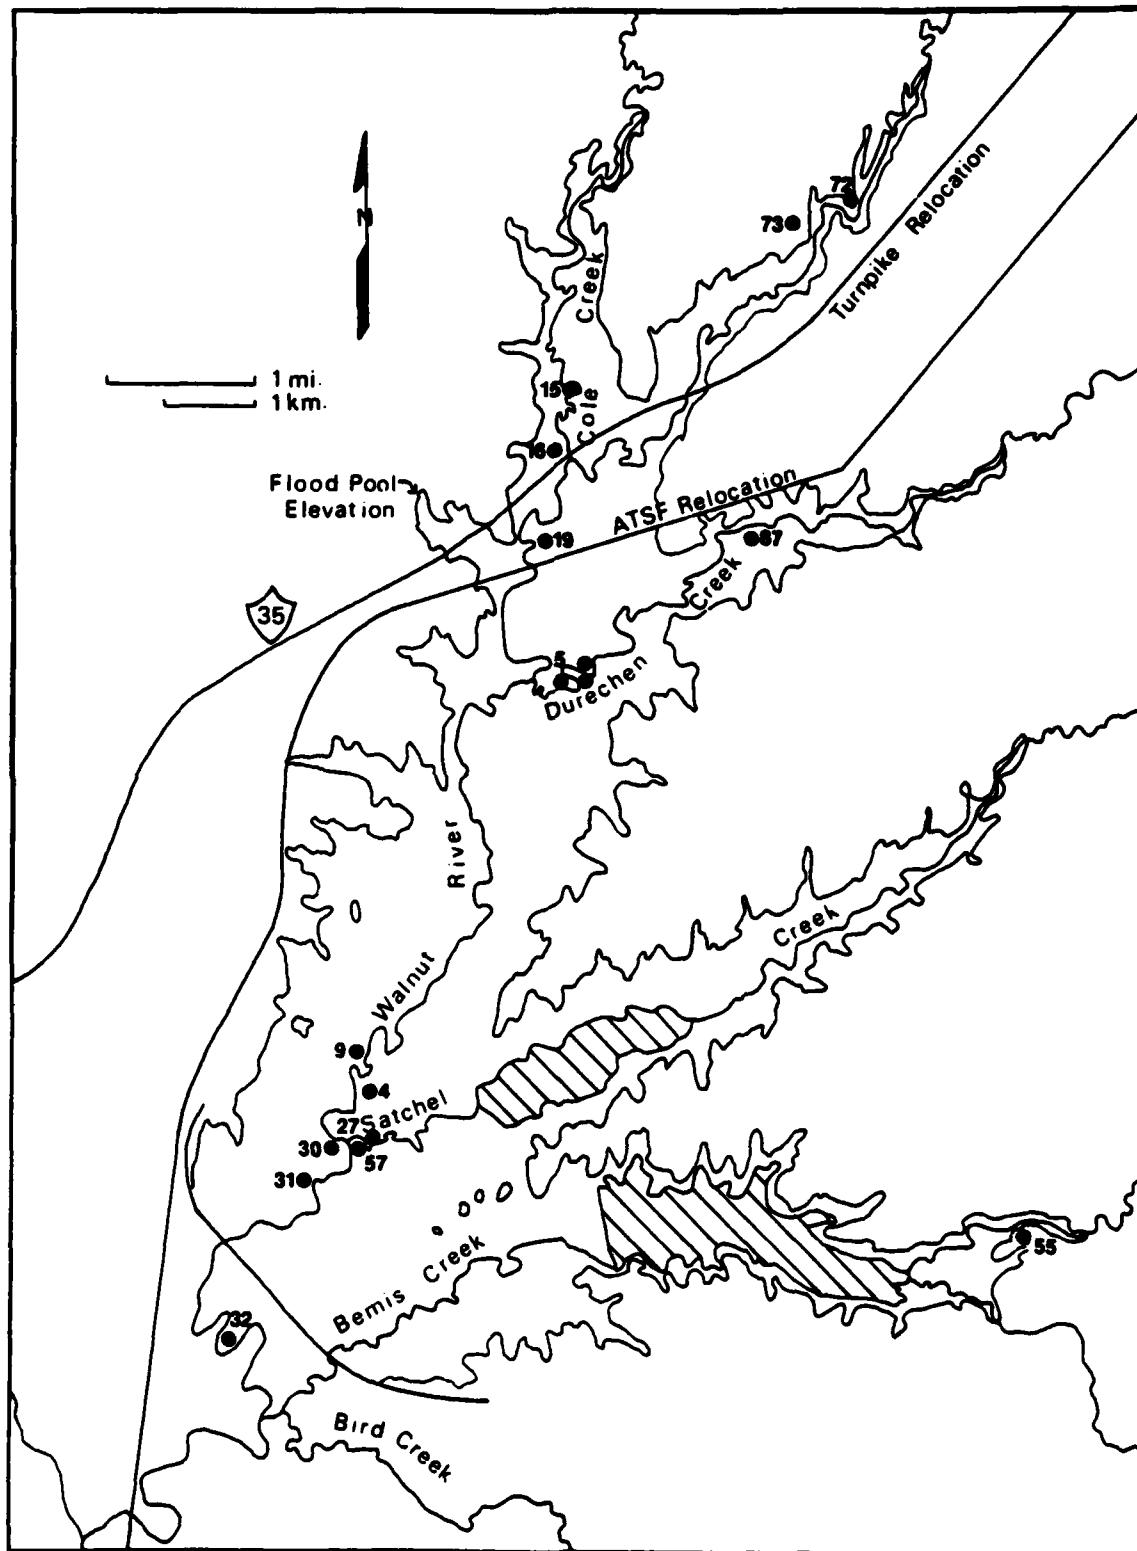 72
73
N
Turnpike Relocation
Creek
1 mi.
1 km.
15
Cole
16
Flood Pool
Elevation
ATSF Relocation
19
67
Creek
35
5
Durechen
River
Creek
Walnut
9
4
Satchel
27
30
57
31
55
Bemis Creek
32
Bird Creek